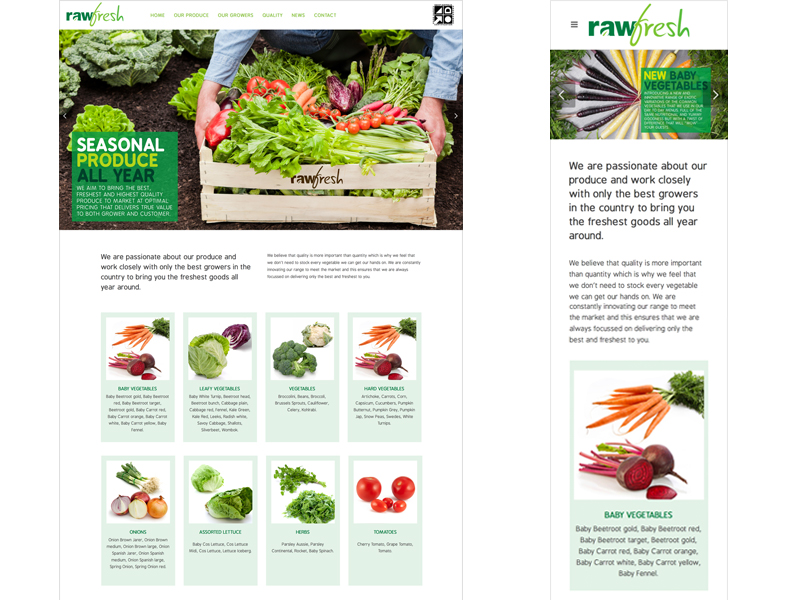 rawfresh
HOME OUR PRODUCE OUR GROWERS QUALITY NEWS CONTACT
SEASONAL
PRODUCE
ALL YEAR
WE AIM TO BRING THE BEST,
FRESHEST AND HIGHEST QUALITY
PRODUCE TO MARKET AT OPTIMAL
PRICING THAT DELIVERS TRUE VALUE
TO BOTH GROWER AND CUSTOMER.
rawfresh
We are passionate about our produce and
work closely with only the best growers in the
country to bring you the freshest goods all
year around.
We believe that quality is more important than quantity which is why we feel that
we don't need to stock every vegetable we can get our hands on. We are constantly
innovating our range to meet the market and this ensures that we are always
focussed on delivering only the best and freshest to you.
BABY VEGETABLES
Baby Beetroot gold, Baby Beetroot
red, Baby Beetroot target,
Beetroot gold, Baby Carrot red,
Baby Carrot orange, Baby Carrot
white, Baby Carrot yellow, Baby
Fennel.
LEAFY VEGETABLES
Baby White Turnip, Beetroot head,
Beetroot bunch, Cabbage plain,
Cabbage red, Fennel, Kale Green,
Kale Red, Leeks, Radish white,
Savoy Cabbage, Shallots,
Silverbeet, Wombok.
VEGETABLES
Broccolini, Beans, Broccoli,
Brussels Sprouts, Cauliflower,
Celery, Kohlrabi.
HARD VEGETABLES
Artichoke, Carrots, Corn,
Capsicum, Cucumbers, Pumpkin
Butternut, Pumpkin Grey, Pumpkin
Jap, Snow Peas, Swedes, White
Turnips.
ONIONS
Onion Brown Janer, Onion Brown
medium, Onion Brown large, Onion
Spanish Janer, Onion Spanish
medium, Onion Spanish large,
Spring Onion, Spring Onion red.
ASSORTED LETTUCE
Baby Cos Lettuce, Cos Lettuce
Midi, Cos Lettuce, Lettuce Iceberg.
HERBS
Parsley Aussie, Parsley
Continental, Rocket, Baby Spinach.
TOMATOES
Cherry Tomato, Grape Tomato,
Tomato.
rawfresh
NEW BABY
VEGETABLES
INTRODUCING A NEW AND
We are passionate about our
produce and work closely
with only the best growers
in the country to bring you
the freshest goods all year
around.
We believe that quality is more important
than quantity which is why we feel that
we don't need to stock every vegetable
we can get our hands on. We are
constantly innovating our range to meet
the market and this ensures that we are
always focussed on delivering only the
best and freshest to you.
BABY VEGETABLES
Baby Beetroot gold, Baby Beetroot red,
Baby Beetroot target, Beetroot gold,
Baby Carrot red, Baby Carrot orange,
Baby Carrot white, Baby Carrot yellow,
Baby Fennel.